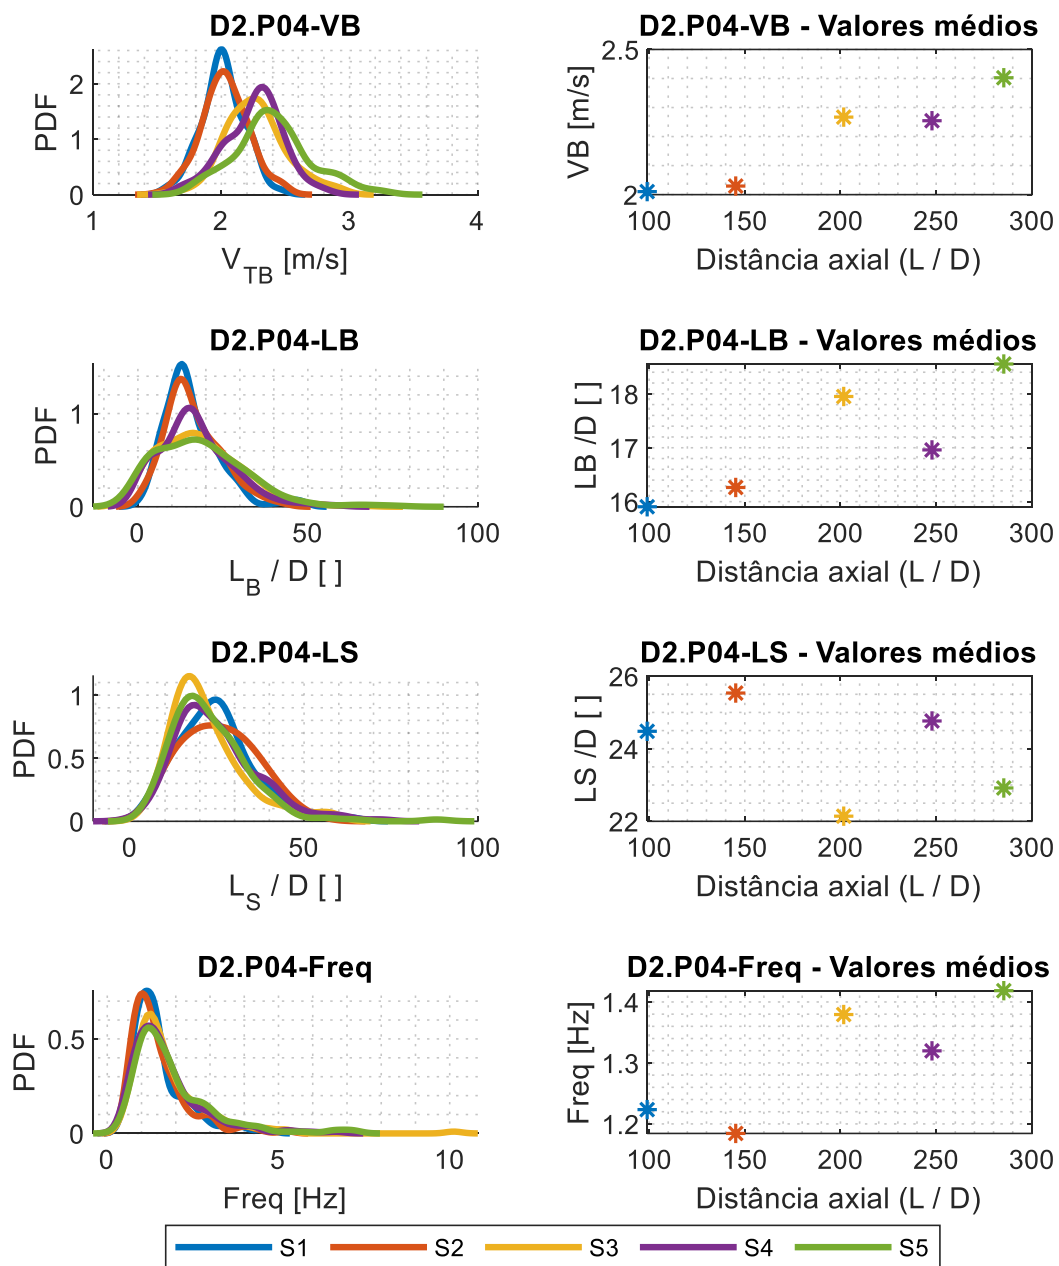 D2.P04-VB
PDF
2
1
0
1
2
3
4
V_TB [m/s]
D2.P04-VB - Valores médios
VB [m/s]
2.5
2
100
150
200
250
300
Distância axial (L / D)
D2.P04-LB
PDF
1
0
0
50
100
L_B / D [ ]
D2.P04-LB - Valores médios
LB /D [ ]
18
17
16
100
150
200
250
300
Distância axial (L / D)
D2.P04-LS
PDF
1
0.5
0
0
50
100
L_S / D [ ]
D2.P04-LS - Valores médios
LS /D [ ]
26
24
22
100
150
200
250
300
Distância axial (L / D)
D2.P04-Freq
PDF
0.5
0
0
5
10
Freq [Hz]
D2.P04-Freq - Valores médios
Freq [Hz]
1.4
1.3
1.2
100
150
200
250
300
Distância axial (L / D)
S1
S2
S3
S4
S5